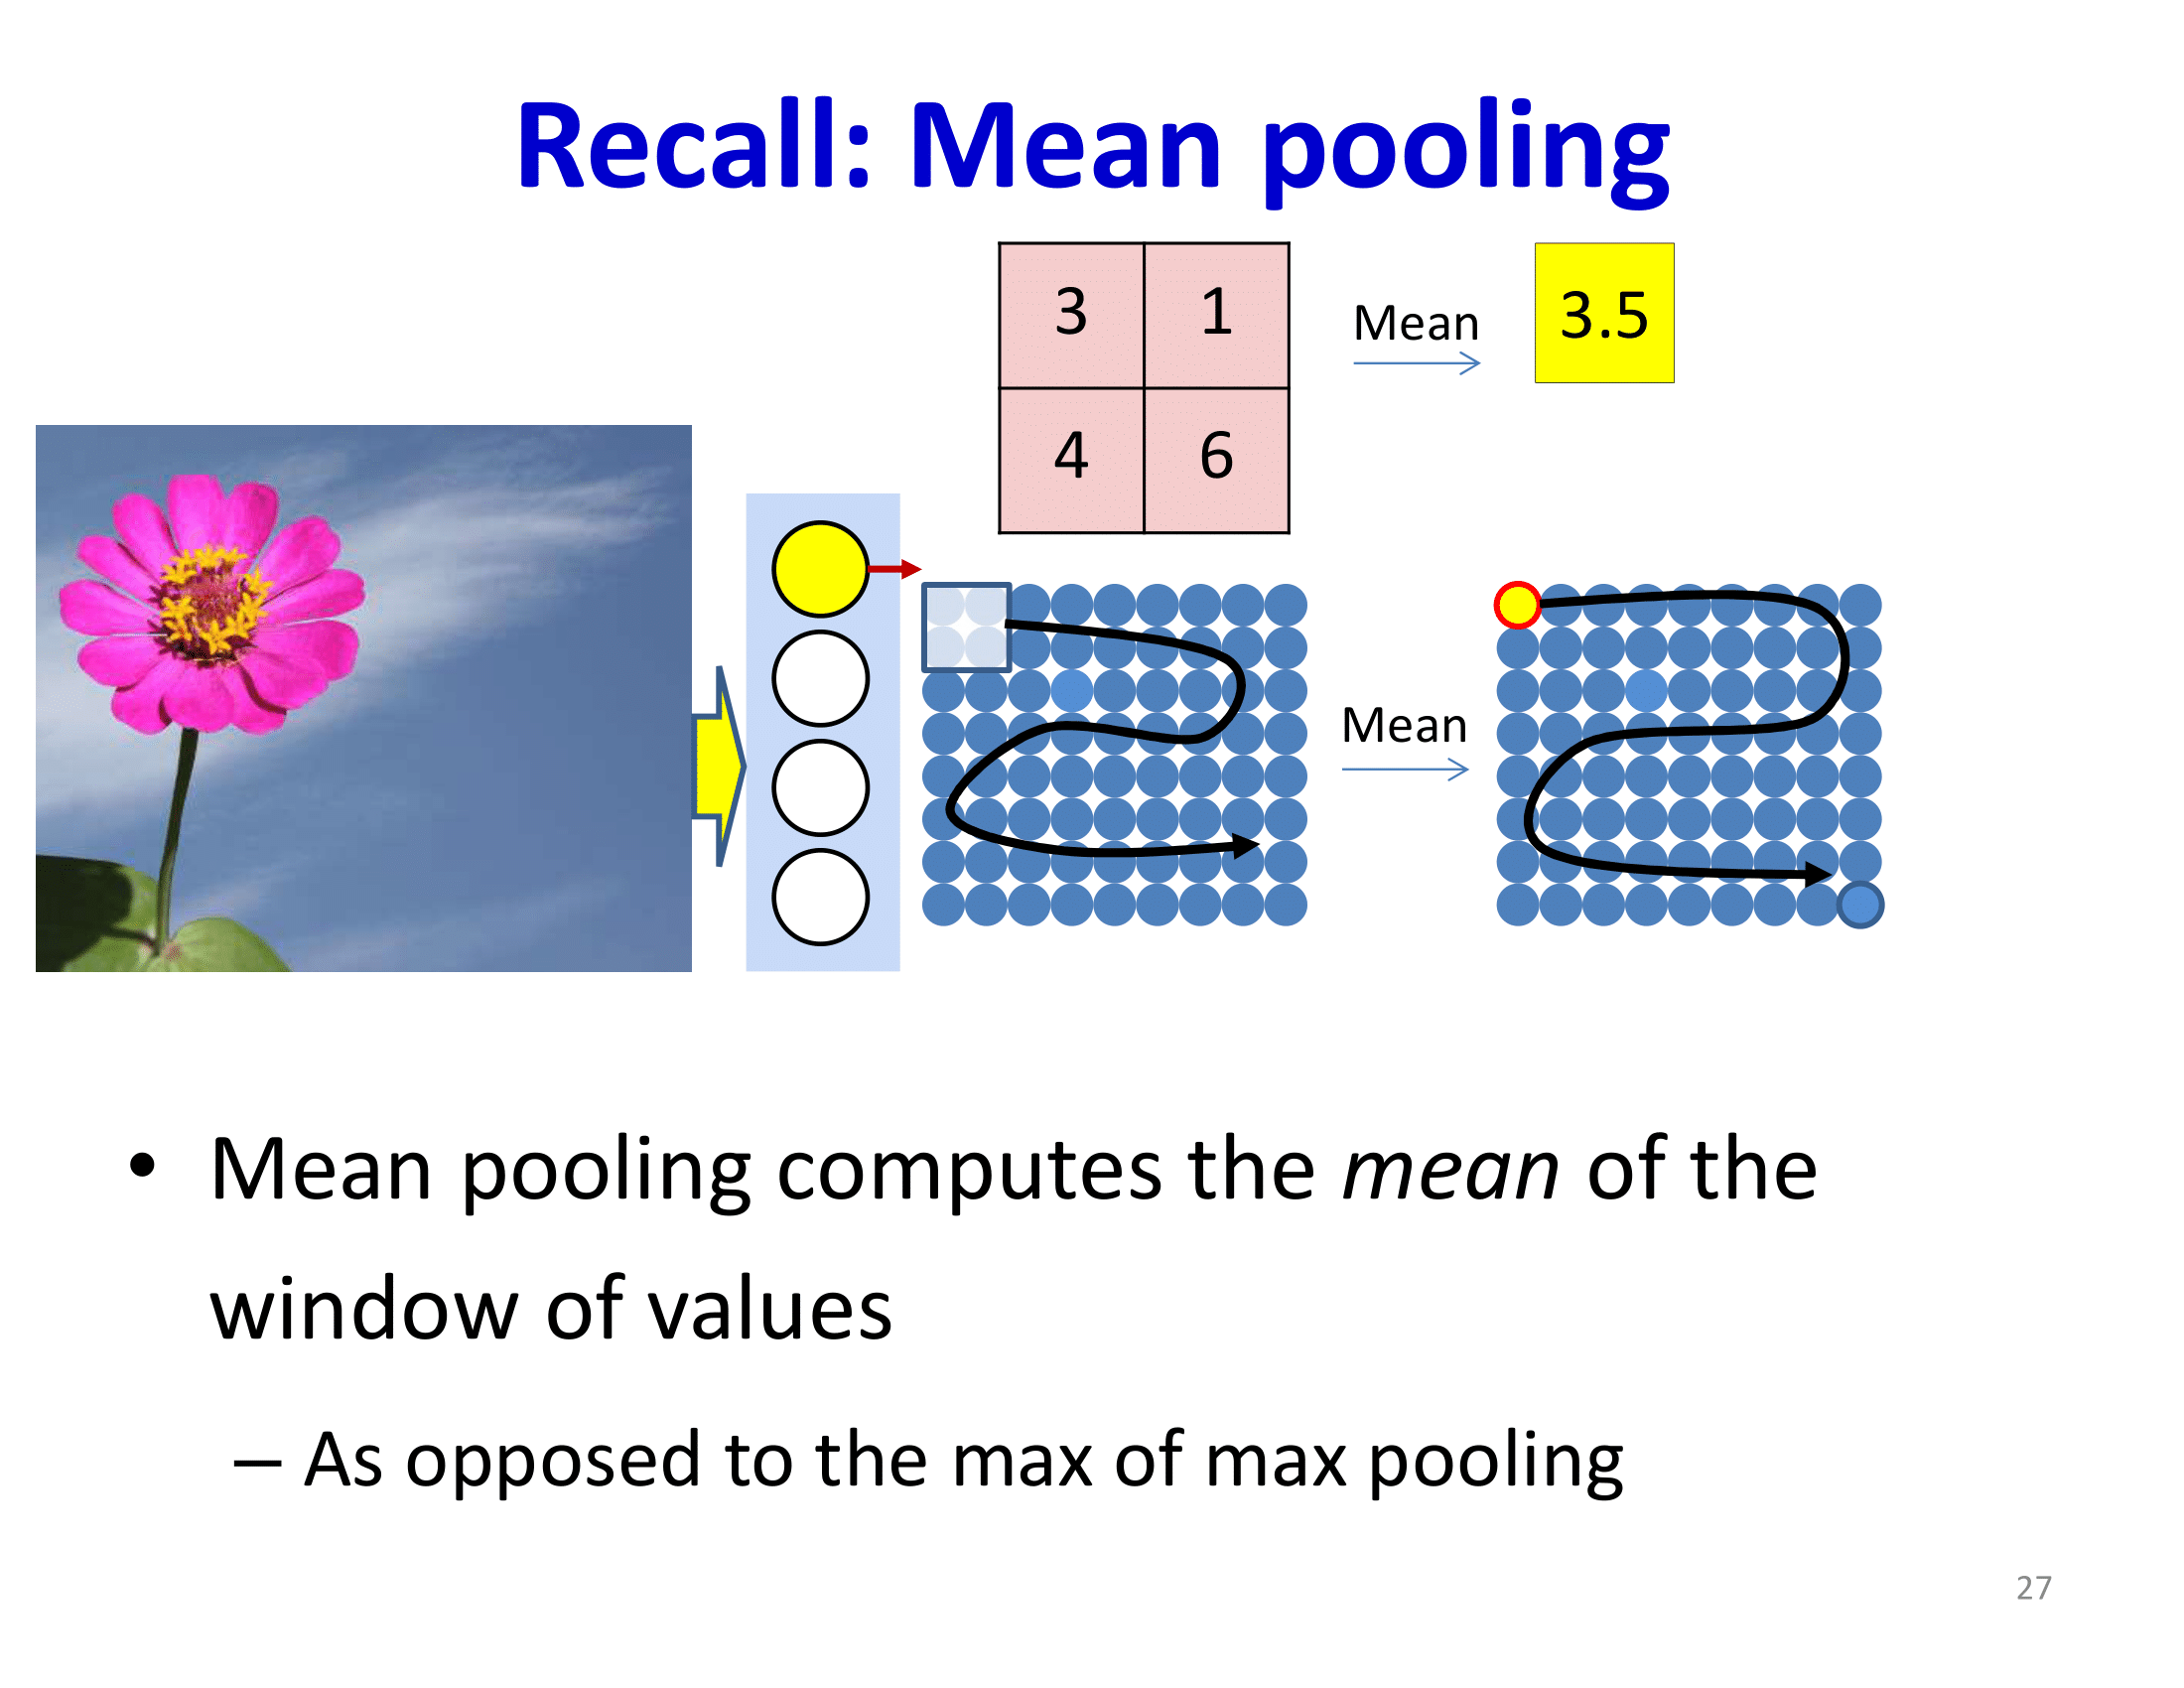 Recall: Mean pooling
3 1
Mean
3.5
4 6
Mean
• Mean pooling computes the mean of the
window of values
– As opposed to the max of max pooling
27